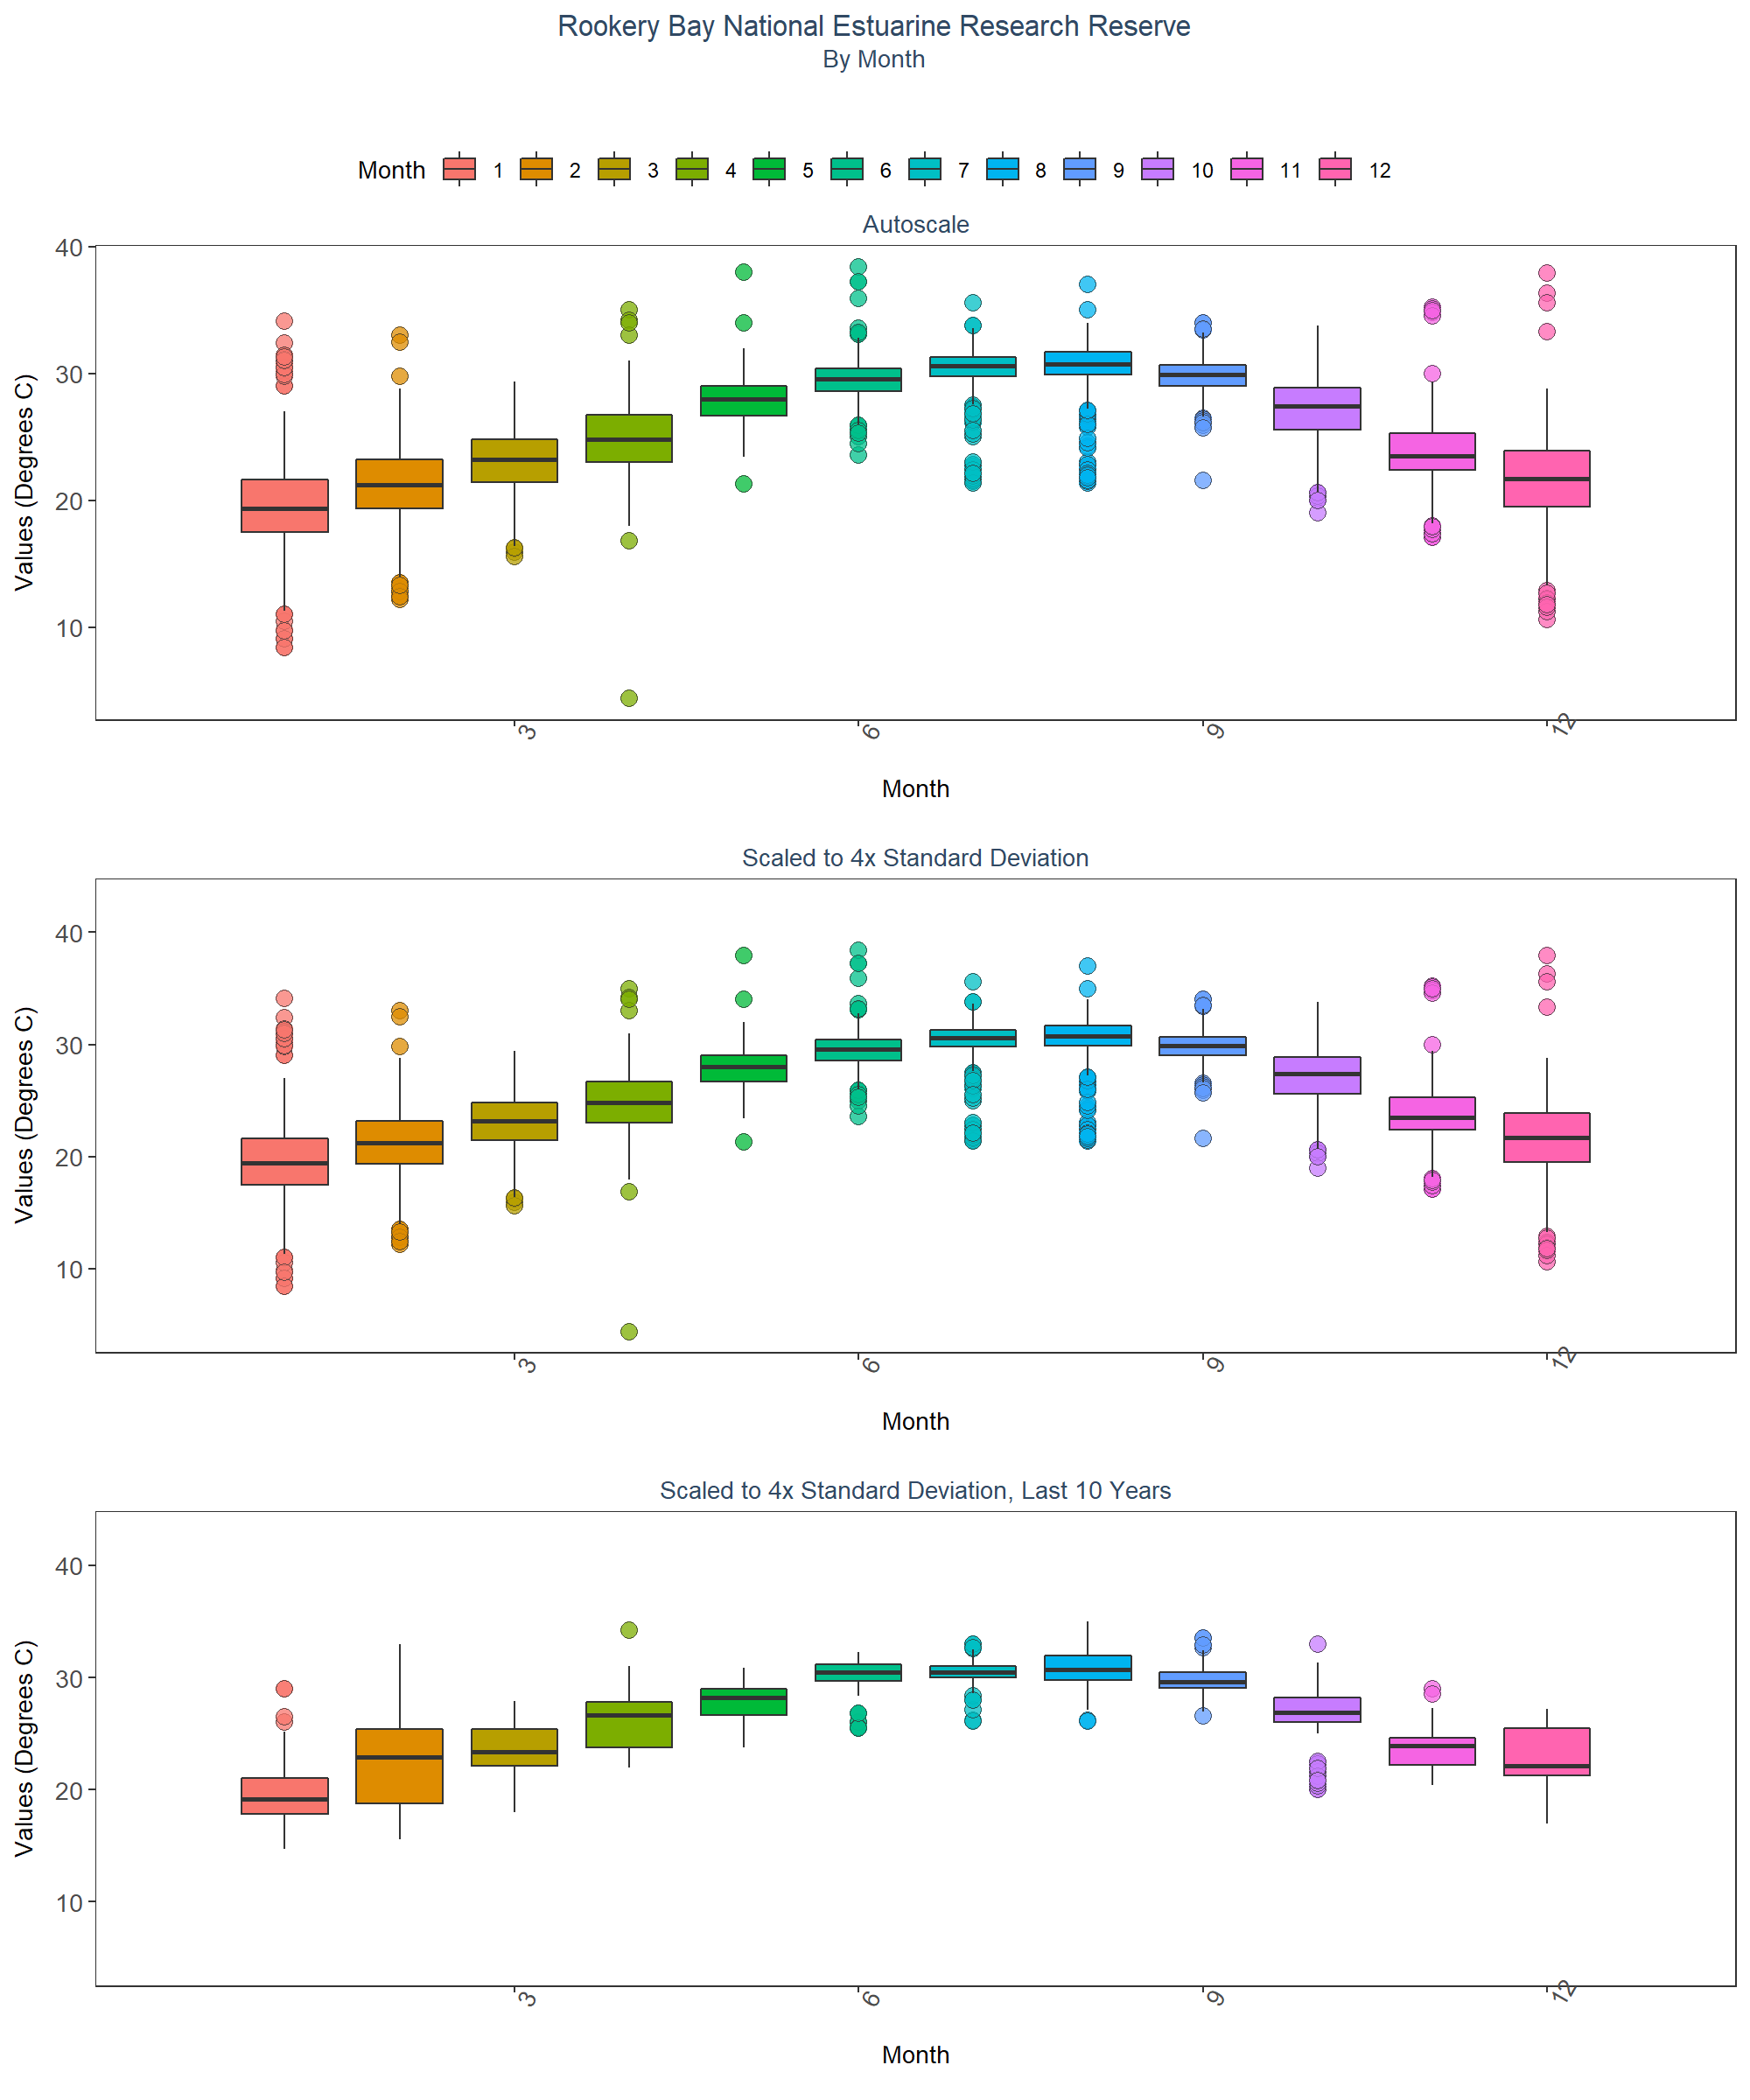 Rookery Bay National Estuarine Research Reserve
By Month
Month 1 2 3 4 5 6 7 8 9 10 11 12
Autoscale
Values (Degrees C)
40
30
20
10
3 6 9 12
Month
Scaled to 4x Standard Deviation
Values (Degrees C)
40
30
20
10
3 6 9 12
Month
Scaled to 4x Standard Deviation, Last 10 Years
Values (Degrees C)
40
30
20
10
3 6 9 12
Month